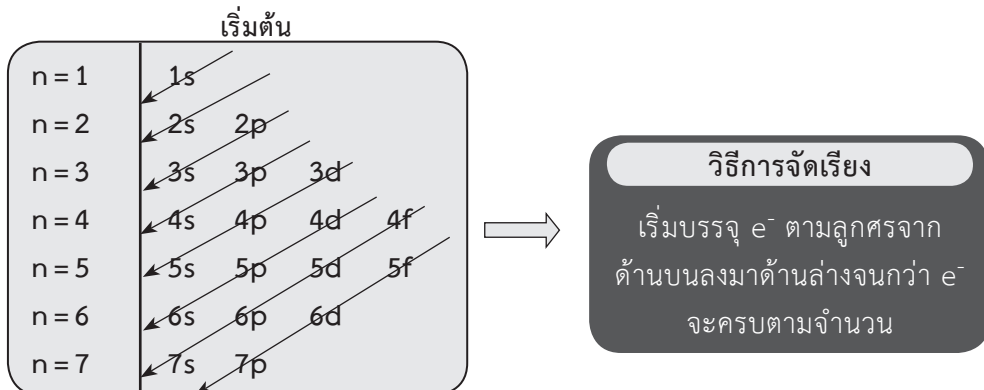 เริ่มต้น
n = 1 1s
n = 2 2s 2p
n = 3 3s 3p 3d
n = 4 4s 4p 4d 4f
n = 5 5s 5p 5d 5f
n = 6 6s 6p 6d
n = 7 7s 7p
วิธีการจัดเรียง
เริ่มบรรจุ e⁻ ตามลูกศรจาก
ด้านบนลงมาด้านล่างจนกว่า e⁻
จะครบตามจำนวน